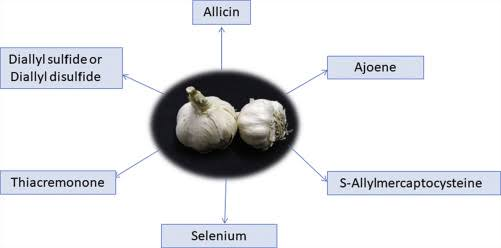 Allicin
Diallyl sulfide or
Diallyl disulfide
Ajoene
Thiacremonone
S-Allylmercaptocysteine
Selenium